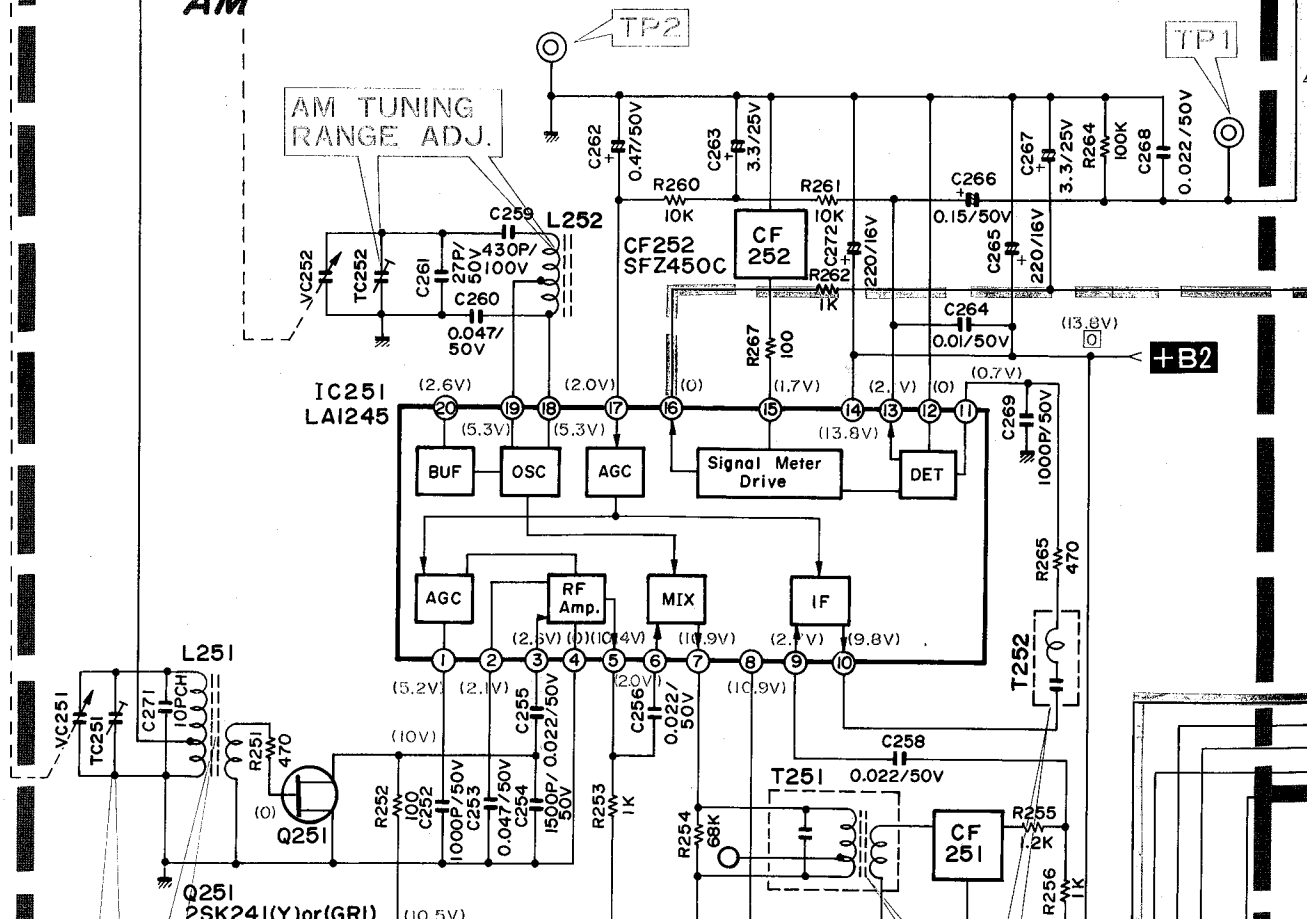 AM
TP2
TP1
AM TUNING
RANGE ADJ.
C262
0.47/50V
C263
3.3/25V
C267
3.3/25V
R264
100K
C268
0.022/50V
R260
10K
R261
10K
C266
0.15/50V
C259
430P/
100V
L252
CF252
SFZ450C
CF
252
C272
220/16V
C265
220/16V
VC252
TC252
C261
27P/
50V
C260
0.047/
50V
R262
1K
R267
100
C264
0.01/50V
(13.8V)
0
+B2
IC251
LA1245
(2.6V)
(2.0V)
(0)
(1.7V)
(0)
(0.7V)
20
19
18
17
16
15
14
13
12
11
(5.3V)
(5.3V)
(13.8V)
C269
1000P/50V
BUF
OSC
AGC
Signal Meter
Drive
DET
AGC
RF
Amp.
MIX
IF
R265
470
T252
(0)
(9.8V)
1
2
3
4
5
6
7
8
9
10
(5.2V)
(2.1V)
(2.0V)
(10.9V)
L251
VC251
TC251
C271
10PCH
R251
470
(0)
Q251
(10V)
R252
100
C252
1000P/50V
C253
0.047/50V
C255
0.022/50V
C254
1500P/
50V
C256
0.022/
50V
R253
1K
R254
68K
T251
C258
0.022/50V
CF
251
R255
1.2K
R256
1K
Q251
2SK241(Y)or(GR)
(10.5V)